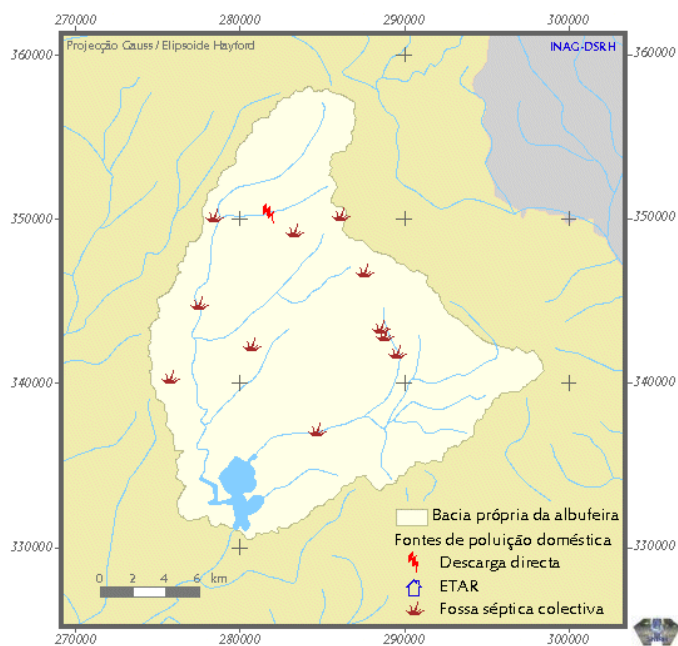 270000 280000 290000 300000
Projecção Gauss / Elipsoide Hayford INAG-DSRH
360000 360000
350000 350000
340000 340000
Bacia própria da albufeira
Fontes de poluição doméstica
330000 330000
Descarga directa
0 2 4 6 km
ETAR
Fossa séptica colectiva
270000 280000 290000 300000